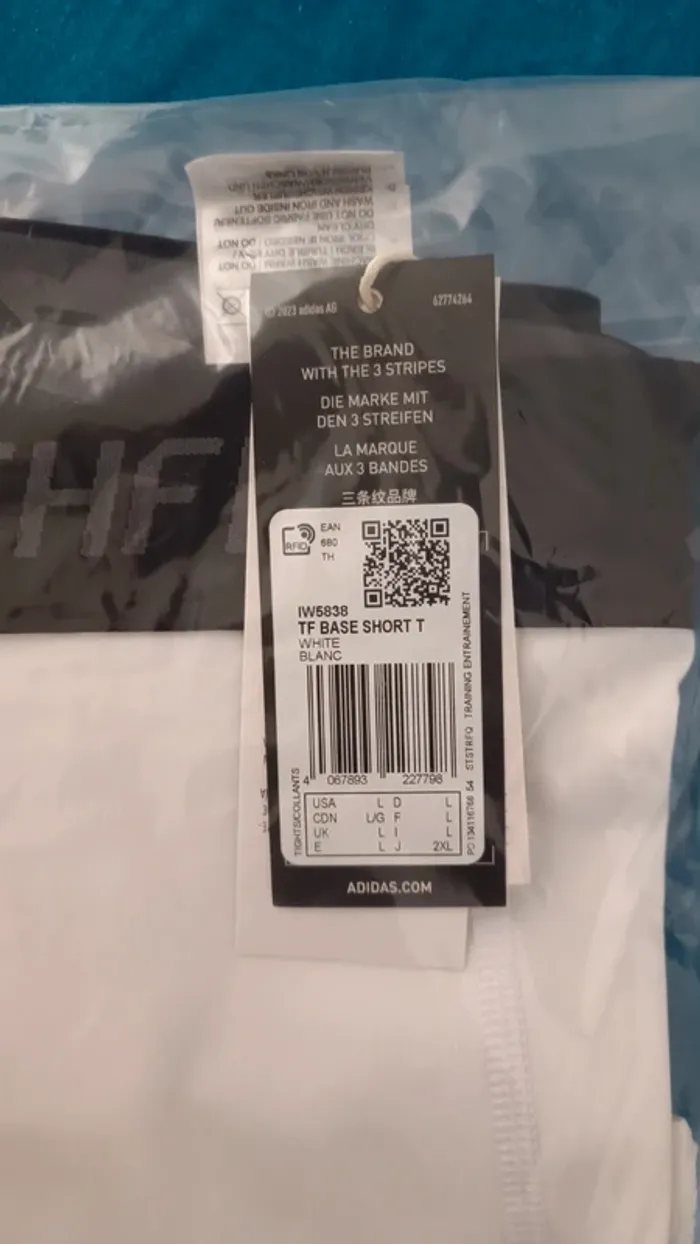 WASH AND IRON INSIDE OUT
DO NOT USE FABRIC SOFTENER
DRYCLEAN
© 2023 adidas AG
62774264
THE BRAND
WITH THE 3 STRIPES
DIE MARKE MIT
DEN 3 STREIFEN
LA MARQUE
AUX 3 BANDES
三条纹品牌
RFID
EAN
680
TH
IW5838
TF BASE SHORT T
WHITE
BLANC
4 067893 227798
TIGHTS/COLLANTS
USA L D L
CDN L/G F L
UK L I L
E L J 2XL
STSTRFQ TRAINING ENTRAINEMENT
ADIDAS.COM
HF